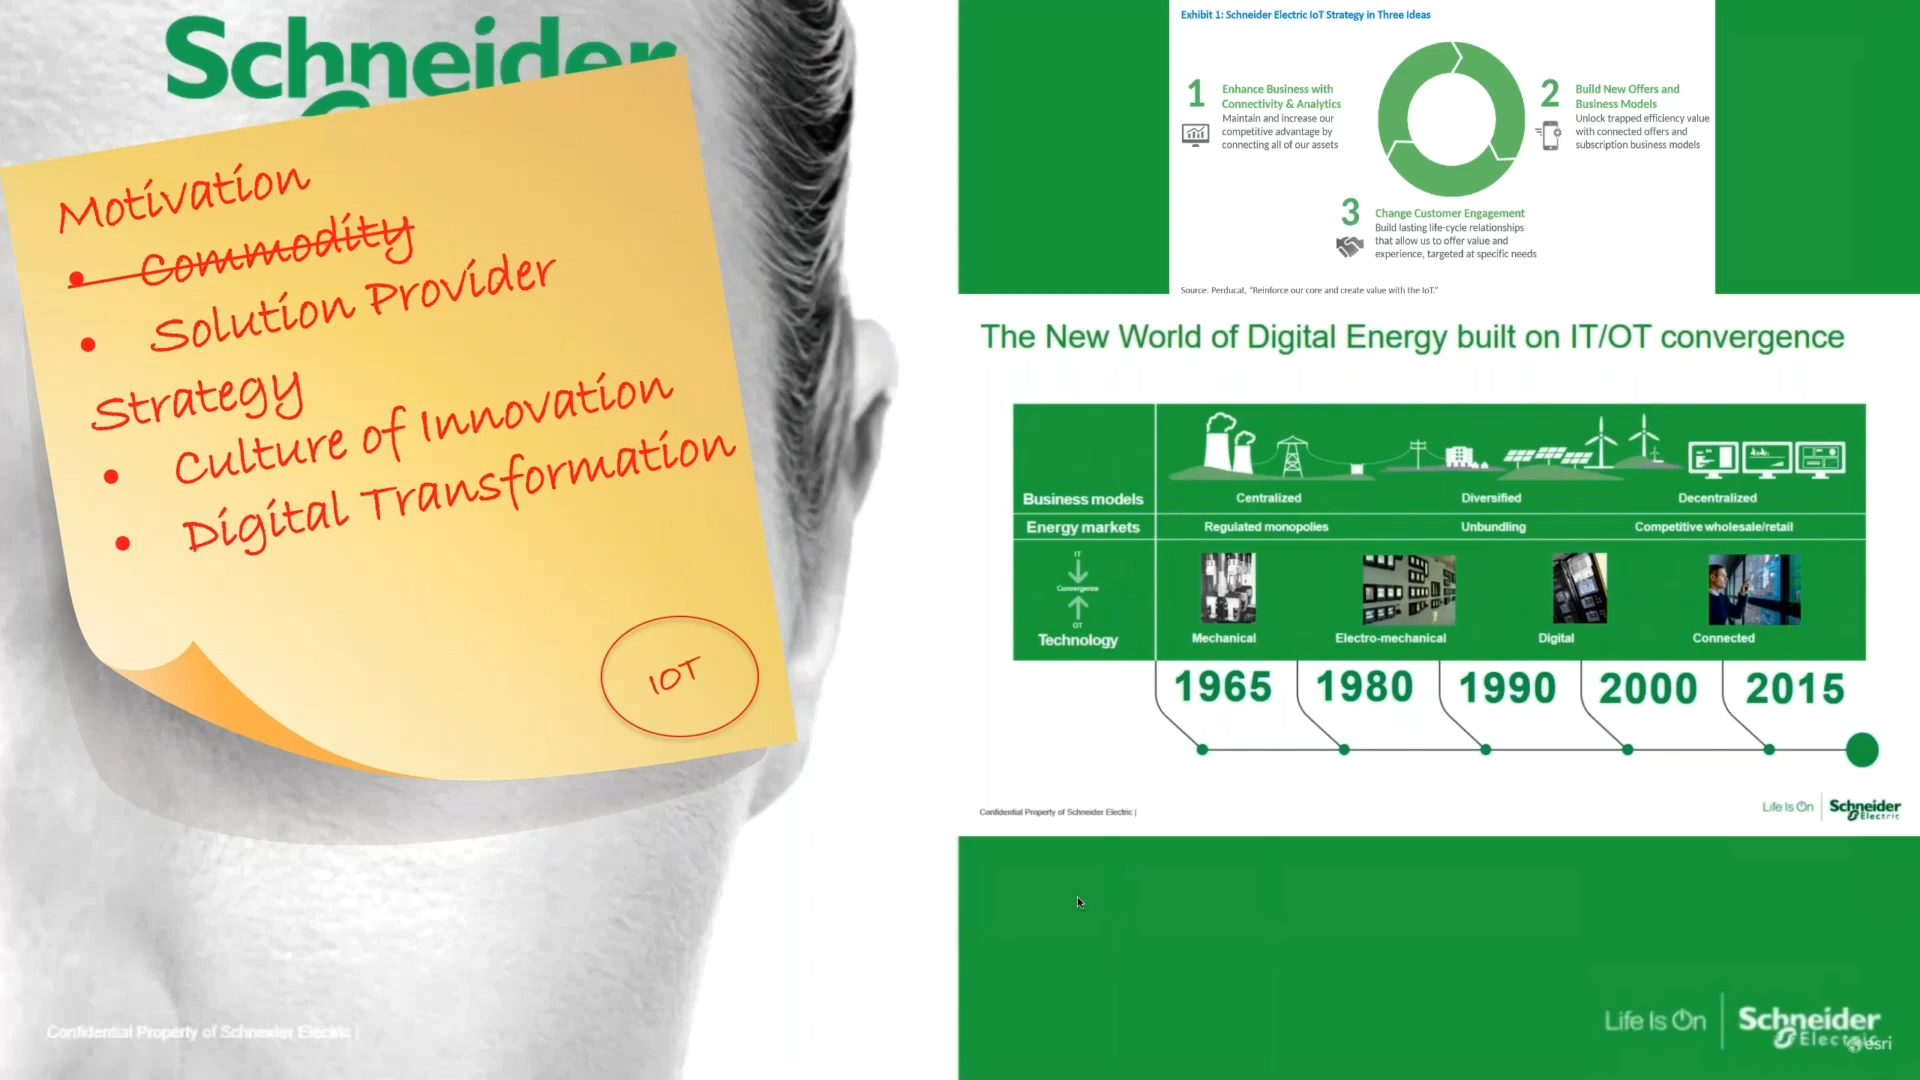 Schneider
Motivation
• Commodity
• Solution Provider
Strategy
• Culture of Innovation
• Digital Transformation
IOT
Confidential Property of Schneider Electric |
Exhibit 1: Schneider Electric IoT Strategy in Three Ideas
1
Enhance Business with
Connectivity & Analytics
Maintain and increase our
competitive advantage by
connecting all of our assets
2
Build New Offers and
Business Models
Unlock trapped efficiency value
with connected offers and
subscription business models
3
Change Customer Engagement
Build lasting life-cycle relationships
that allow us to offer value and
experience, targeted at specific needs
Source: Perducat, "Reinforce our core and create value with the IoT."
The New World of Digital Energy built on IT/OT convergence
Business models
Centralized
Diversified
Decentralized
Energy markets
Regulated monopolies
Unbundling
Competitive wholesale/retail
IT
Convergence
OT
Technology
Mechanical
Electro-mechanical
Digital
Connected
1965
1980
1990
2000
2015
Confidential Property of Schneider Electric |
Life Is On
Schneider
Electric
Life Is On
Schneider
Electric
esri